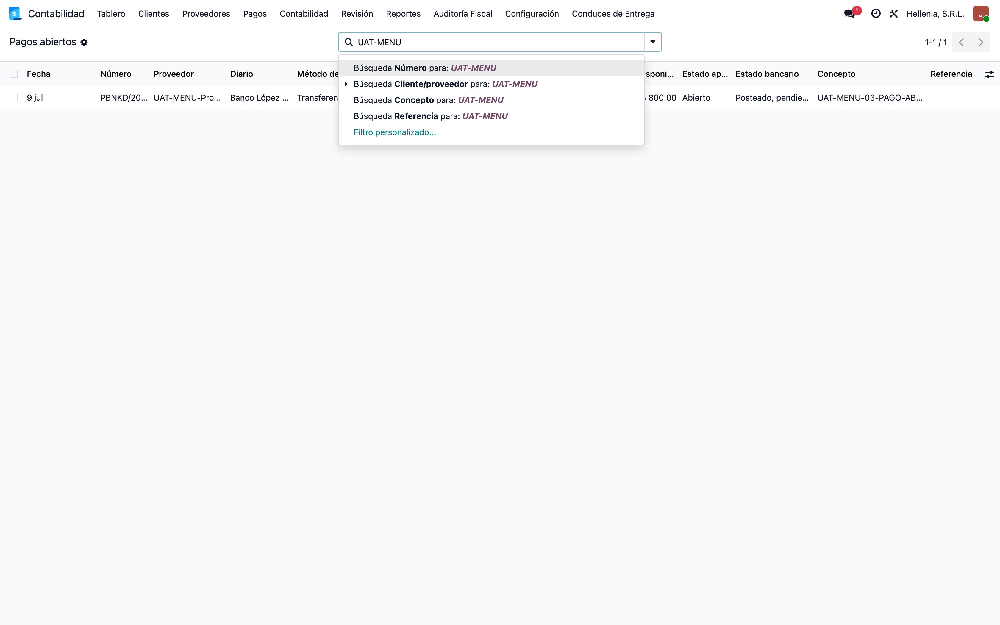 $ Contabilidad Tablero Clientes Proveedores Pagos Contabilidad Revisión Reportes Auditoría Fiscal Configuración Conduces de Entrega 1 Hellenia, S.R.L. J
Pagos abiertos UAT-MENU 1-1 / 1
Búsqueda Número para: UAT-MENU
Búsqueda Cliente/proveedor para: UAT-MENU
Búsqueda Concepto para: UAT-MENU
Búsqueda Referencia para: UAT-MENU
Filtro personalizado...
Fecha Número Proveedor Diario Método de isponi... Estado ap... Estado bancario Concepto Referencia
9 jul PBNKD/20... UAT-MENU-Pro... Banco López ... Transferen 800.00 Abierto Posteado, pendie... UAT-MENU-03-PAGO-AB...